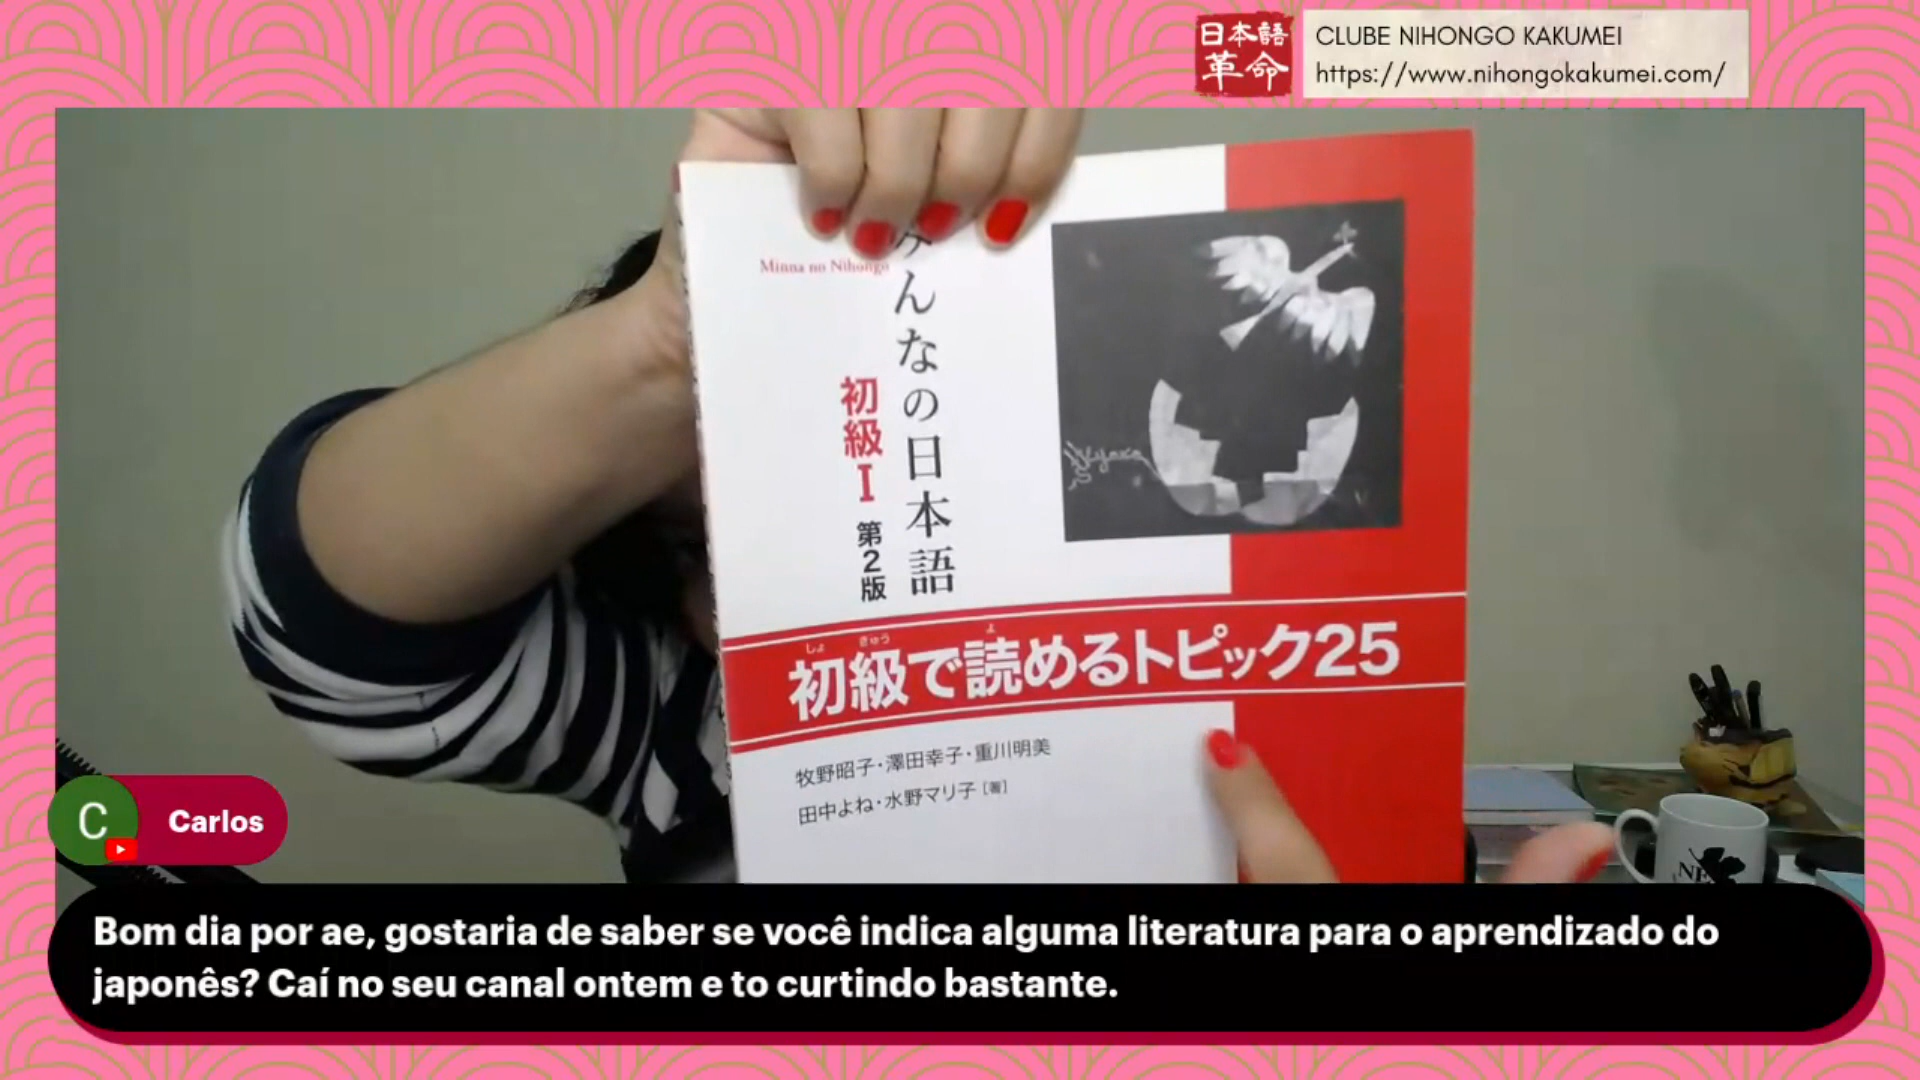 日本語
革命
CLUBE NIHONGO KAKUMEI
https://www.nihongokakumei.com/
Minna no Nihongo
みんなの日本語
初級I 第2版
しょ きゅう よ
初級で読めるトピック25
牧野昭子・澤田幸子・重川明美
田中よね・水野マリ子[著]
C
Carlos
Bom dia por ae, gostaria de saber se você indica alguma literatura para o aprendizado do
japonês? Caí no seu canal ontem e to curtindo bastante.